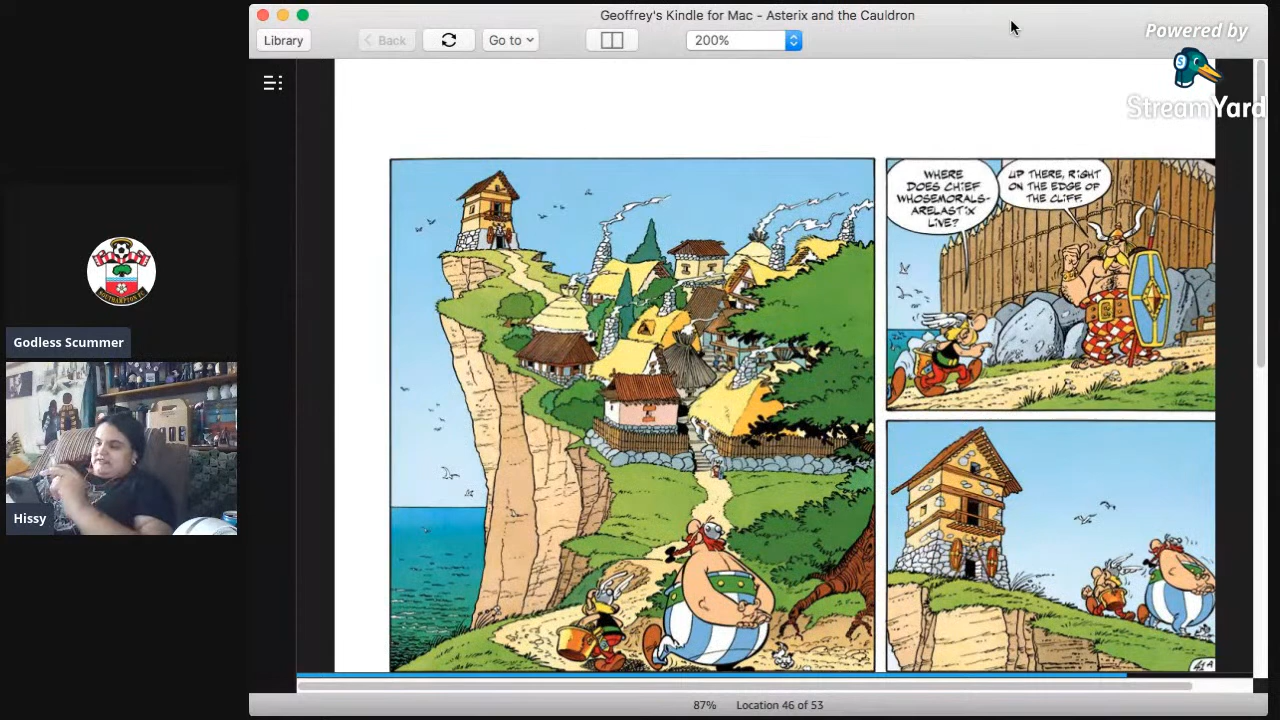 Geoffrey's Kindle for Mac - Asterix and the Cauldron
Library
Back
Go to
200%
Powered by
StreamYard
WHERE
DOES CHIEF
WHOSEMORALS-
ARELASTIX
LIVE?
UP THERE, RIGHT
ON THE EDGE OF
THE CLIFF.
Godless Scummer
Hissy
41A
87%
Location 46 of 53